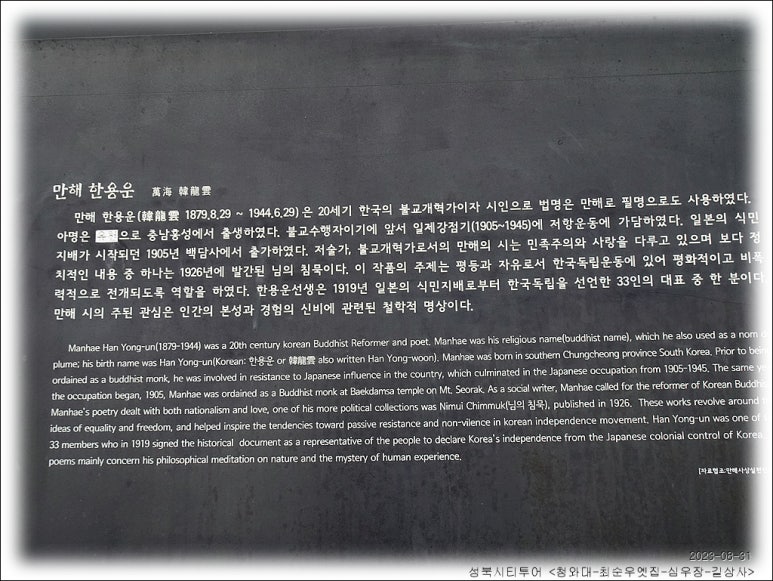 만해 한용운 萬海 韓龍雲
만해 한용운(韓龍雲 1879.8.29 ~ 1944.6.29)은 20세기 한국의 불교개혁가이자 시인으로 법명은 만해로 필명으로도 사용하였다.
아명은 으로 충남홍성에서 출생하였다. 불교수행자이기에 앞서 일제강점기(1905~1945)에 저항운동에 가담하였다. 일본의 식민
지배가 시작되던 1905년 백담사에서 출가하였다. 저술가, 불교개혁가로서의 만해의 시는 민족주의와 사랑을 다루고 있으며 보다 정
치적인 내용 중 하나는 1926년에 발간된 님의 침묵이다. 이 작품의 주제는 평등과 자유로서 한국독립운동에 있어 평화적이고 비폭
력적으로 전개되도록 역할을 하였다. 한용운선생은 1919년 일본의 식민지배로부터 한국독립을 선언한 33인의 대표 중 한 분이다.
만해 시의 주된 관심은 인간의 본성과 경험의 신비에 관련된 철학적 명상이다.
Manhae Han Yong-un(1879-1944) was a 20th century korean Buddhist Reformer and poet. Manhae was his religious name(buddhist name), which he also used as a nom
plume; his birth name was Han Yong-un(Korean: 한용운 or 韓龍雲 also written Han Yong-woon). Manhae was born in southern Chungcheong province South Korea. Prior to being
ordained as a buddhist monk, he was involved in resistance to Japanese influence in the country, which culminated in the Japanese occupation from 1905-1945. The same
the occupation began, 1905, Manhae was ordained as a Buddhist monk at Baekdamsa temple on Mt, Seorak. As a social writer, Manhae called for the reformer of Korean
Manhae's poetry dealt with both nationalism and love, one of his more political collections was Nimui Chimmuk(님의 침묵), published in 1926. These works revolve around
ideas of equality and freedom, and helped inspire the tendencies toward passive resistance and non-vilence in korean independence movement. Han Yong-un was one of
33 members who in 1919 signed the historical document as a representative of the people to declare Korea's independence from the Japanese colonial control of Korea
poems mainly concern his philosophical meditation on nature and the mystery of human experience.
[자료협조:만해사상실천
2023-08-31
성북시티투어 <청와대-최순우옛집-심우장-길상사>